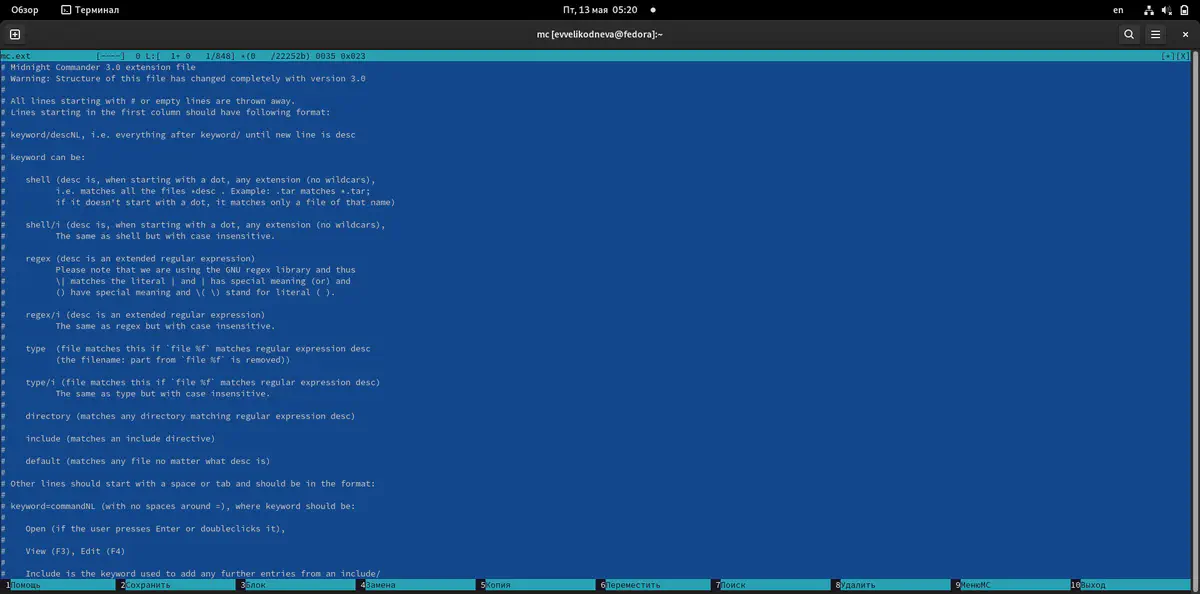 Обзор Терминал Пт, 13 мая 05:20 en
mc [evvelikodneva@fedora]:~
mc.ext [----] 0 L:[ 1+ 0 1/848] *(0 /22252b) 0035 0x023 [*][X]
# Midnight Commander 3.0 extension file
# Warning: Structure of this file has changed completely with version 3.0
#
# All lines starting with # or empty lines are thrown away.
# Lines starting in the first column should have following format:
#
# keyword/descNL, i.e. everything after keyword/ until new line is desc
#
# keyword can be:
#
# shell (desc is, when starting with a dot, any extension (no wildcars),
# i.e. matches all the files *desc . Example: .tar matches *.tar;
# if it doesn't start with a dot, it matches only a file of that name)
#
# shell/i (desc is, when starting with a dot, any extension (no wildcars),
# The same as shell but with case insensitive.
#
# regex (desc is an extended regular expression)
# Please note that we are using the GNU regex library and thus
# \| matches the literal | and | has special meaning (or) and
# () have special meaning and \( \) stand for literal ( ).
#
# regex/i (desc is an extended regular expression)
# The same as regex but with case insensitive.
#
# type (file matches this if `file %f` matches regular expression desc
# (the filename: part from `file %f` is removed))
#
# type/i (file matches this if `file %f` matches regular expression desc)
# The same as type but with case insensitive.
#
# directory (matches any directory matching regular expression desc)
#
# include (matches an include directive)
#
# default (matches any file no matter what desc is)
#
# Other lines should start with a space or tab and should be in the format:
#
# keyword=commandNL (with no spaces around =), where keyword should be:
#
# Open (if the user presses Enter or doubleclicks it),
#
# View (F3), Edit (F4)
#
# Include is the keyword used to add any further entries from an include/
1Помощь 2Сохранить 3Блок 4Замена 5Копия 6Переместить 7Поиск 8Удалить 9МенюMC 10Выход